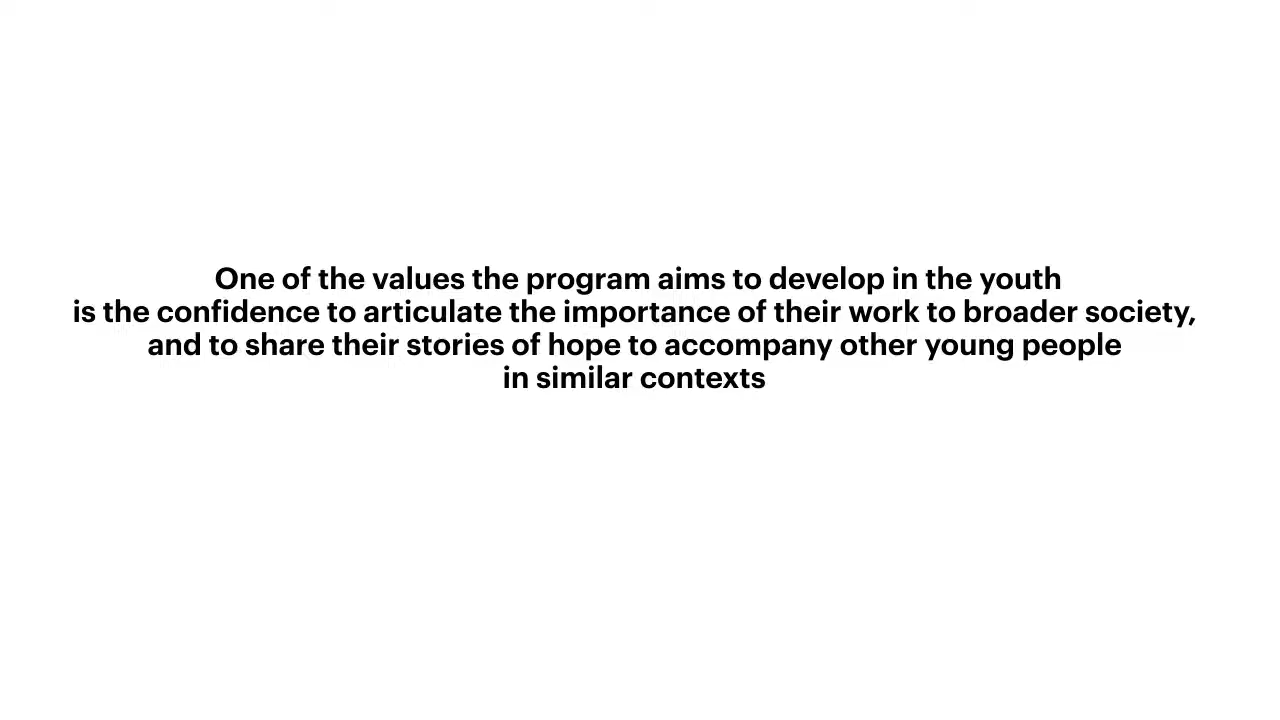 One of the values the program aims to develop in the youth
is the confidence to articulate the importance of their work to broader society,
and to share their stories of hope to accompany other young people
in similar contexts